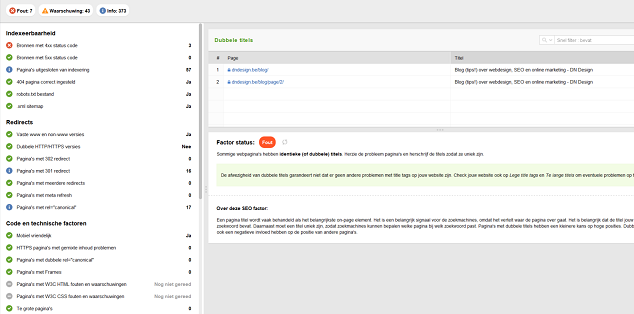 Fout: 7 Waarschuwing: 43 Info: 373
Indexeerbaarheid
Bronnen met 4xx status code 3
Bronnen met 5xx status code 0
Pagina's uitgesloten van indexering 87
404 pagina correct ingesteld Ja
robots.txt bestand Ja
.xml sitemap Ja
Redirects
Vaste www en non-www versies Ja
Dubbele HTTP/HTTPS versies Nee
Pagina's met 302 redirect 0
Pagina's met 301 redirect 16
Pagina's met meerdere redirects 0
Pagina's met meta refresh 0
Pagina's met rel="canonical" 17
Code en technische factoren
Mobiel vriendelijk Ja
HTTPS pagina's met gemixte inhoud problemen 0
Pagina's met dubbele rel="canonical" 0
Pagina's met Frames 0
Pagina's met W3C HTML fouten en waarschuwingen Nog niet gereed
Pagina's met W3C CSS fouten en waarschuwingen Nog niet gereed
Te grote pagina's 0
Dubbele titels
Snel filter: bevat
# Page Titel
1 dndesign.be/blog/ Blog (tips!) over webdesign, SEO en online marketing - DN Design
2 dndesign.be/blog/page/2/ Blog (tips!) over webdesign, SEO en online marketing - DN Design
Factor status: Fout
Sommige webpagina's hebben identieke (of dubbele) titels. Herzie de probleem pagina's en herschrijf de titels zodat ze uniek zijn.
De afwezigheid van dubbele titels garandeert niet dat er geen andere problemen met title tags op jouw website zijn. Check jouw website ook op Lege title tags en Te lange titels om eventuele problemen op
Over deze SEO factor:
Een pagina titel wordt vaak behandeld als het belangrijkste on-page element. Het is een belangrijk signaal voor de zoekmachines, omdat het vertelt waar de pagina over gaat. Het is belangrijk dat de titel jouw
zoekwoord bevat. Daarnaast moet een titel uniek zijn, zodat zoekmachines kunnen bepalen welke pagina bij welk zoekwoord past. Pagina's met dubbele titels hebben een kleinere kans op hoge posities.
ook een negatieve invloed hebben op de positie van andere pagina's.